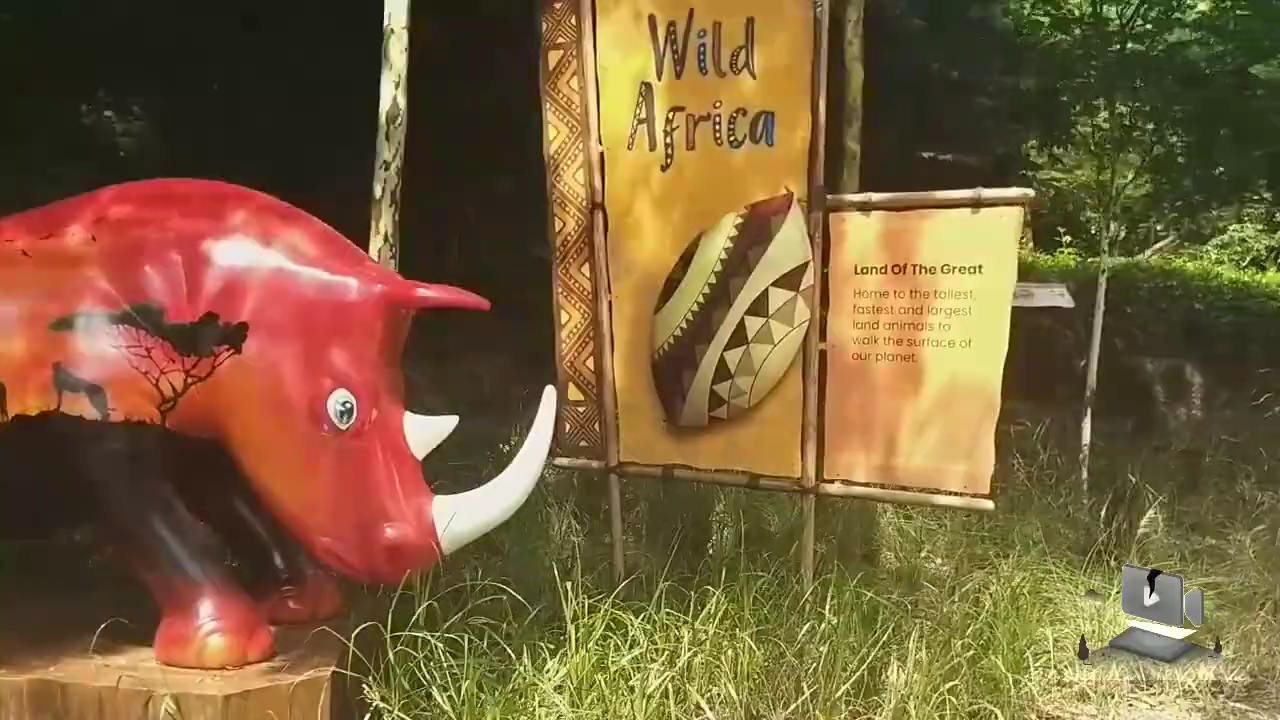 Wild
Africa
Land Of The Great
Home to the tallest,
fastest and largest
land animals to
walk the surface of
our planet.